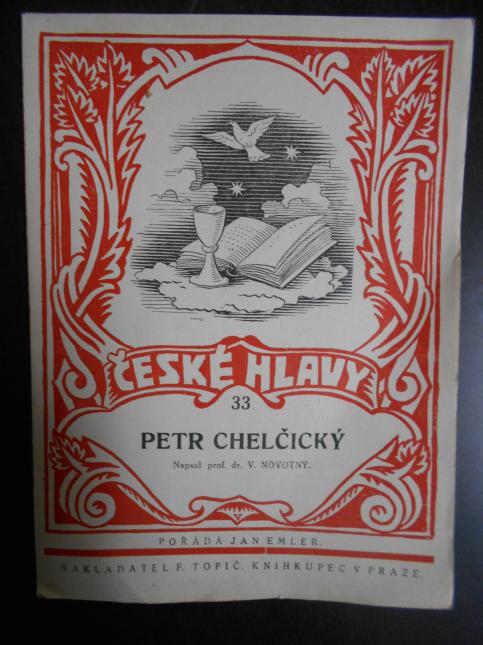 ČESKÉ HLAVY
33
PETR CHELČICKÝ
Napsal prof. dr. V. NOVOTNÝ.
POŘÁDÁ JAN EMLER.
NAKLADATEL F. TOPIČ, KNIHKUPEC V PRAZE.